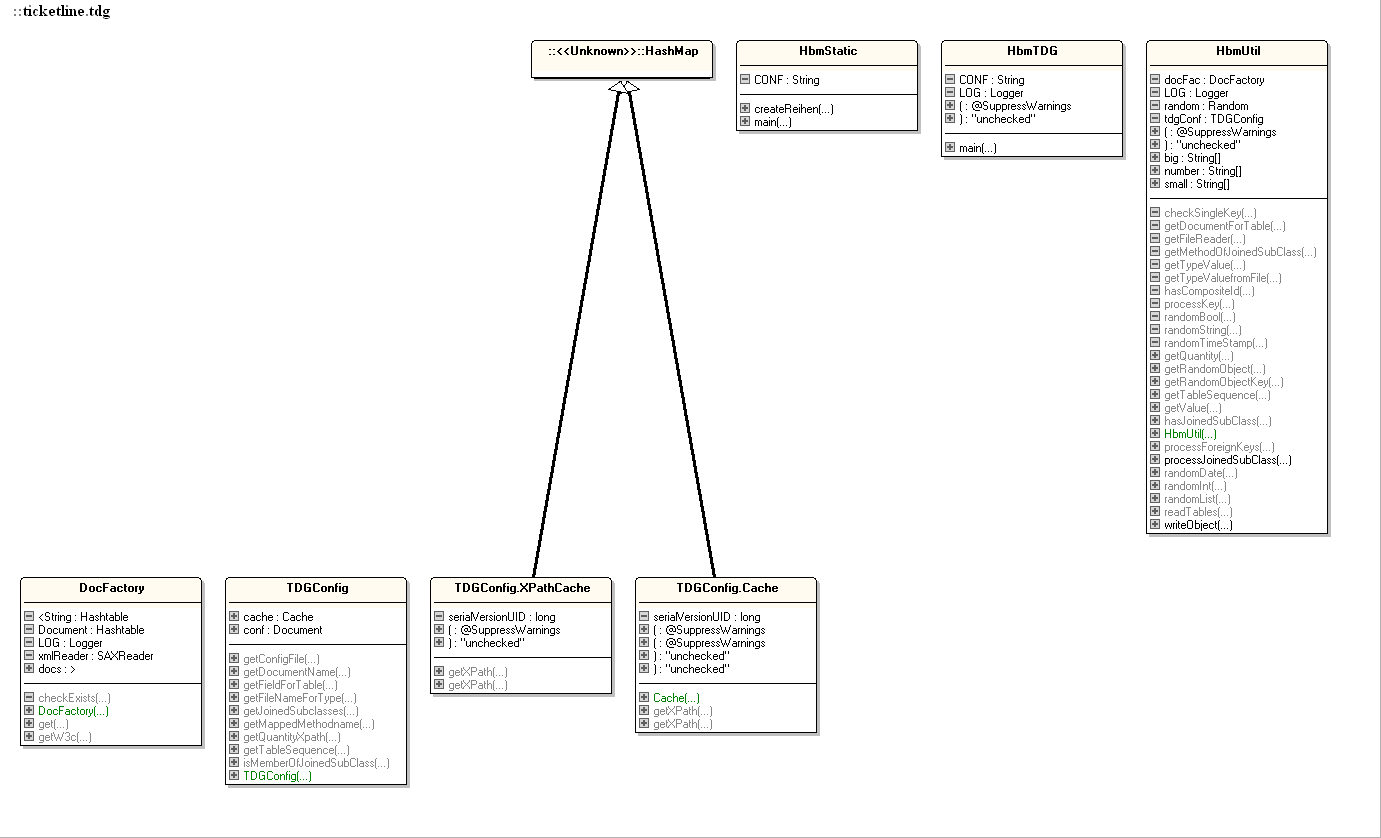 ::ticketline.tdg
::<<Unknown>>::HashMap
HbmStatic
CONF : String
createReihen(...)
main(...)
HbmTDG
CONF : String
LOG : Logger
( : @SuppressWarnings
) : "unchecked"
main(...)
HbmUtil
docFac : DocFactory
LOG : Logger
random : Random
tdgConf : TDGConfig
( : @SuppressWarnings
) : "unchecked"
big : String[]
number : String[]
small : String[]
checkSingleKey(...)
getDocumentForTable(...)
getFileReader(...)
getMethodOfJoinedSubClass(...)
getTypeValue(...)
getTypeValuefromFile(...)
hasCompositeId(...)
processKey(...)
randomBool(...)
randomString(...)
randomTimeStamp(...)
getQuantity(...)
getRandomObject(...)
getRandomObjectKey(...)
getTableSequence(...)
getValue(...)
hasJoinedSubClass(...)
HbmUtil(...)
processForeignKeys(...)
processJoinedSubClass(...)
randomDate(...)
randomInt(...)
randomList(...)
readTables(...)
writeObject(...)
DocFactory
<String : Hashtable
Document : Hashtable
LOG : Logger
xmlReader : SAXReader
docs : >
checkExists(...)
DocFactory(...)
get(...)
getW3c(...)
TDGConfig
cache : Cache
conf : Document
getConfigFile(...)
getDocumentName(...)
getFieldForTable(...)
getFileNameForType(...)
getJoinedSubclasses(...)
getMappedMethodname(...)
getQuantityXpath(...)
getTableSequence(...)
isMemberOfJoinedSubClass(...)
TDGConfig(...)
TDGConfig.XPathCache
serialVersionUID : long
( : @SuppressWarnings
) : "unchecked"
getXPath(...)
getXPath(...)
TDGConfig.Cache
serialVersionUID : long
( : @SuppressWarnings
( : @SuppressWarnings
) : "unchecked"
) : "unchecked"
Cache(...)
getXPath(...)
getXPath(...)